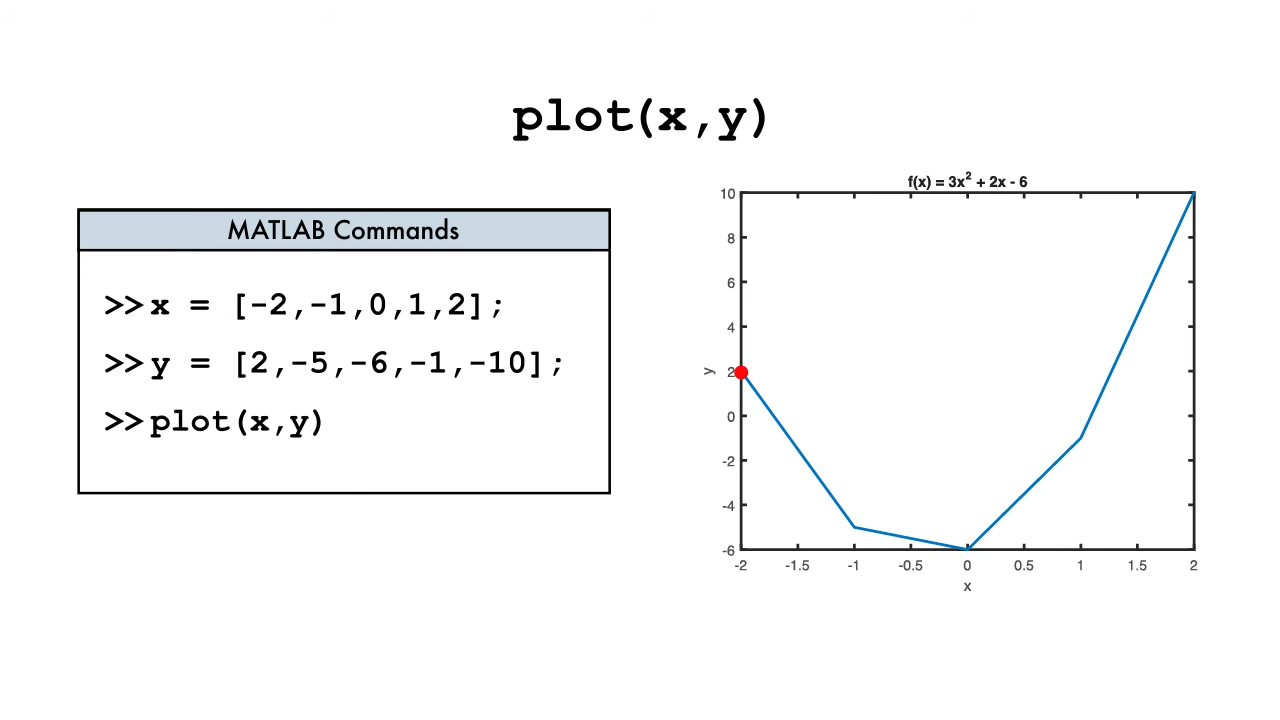 plot(x,y)
MATLAB Commands
>>x = [-2,-1,0,1,2];
>>y = [2,-5,-6,-1,-10];
>>plot(x,y)
f(x) = 3x² + 2x - 6
10
8
6
4
2
0
-2
-4
-6
y
-2 -1.5 -1 -0.5 0 0.5 1 1.5 2
x